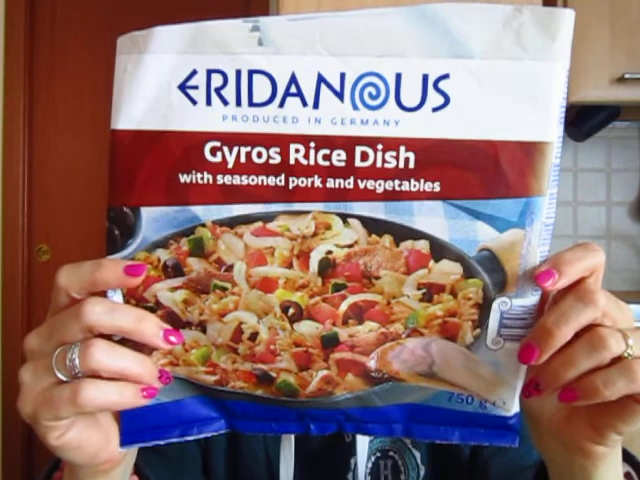 ERIDANOUS
PRODUCED IN GERMANY
Gyros Rice Dish
with seasoned pork and vegetables
750 g
H